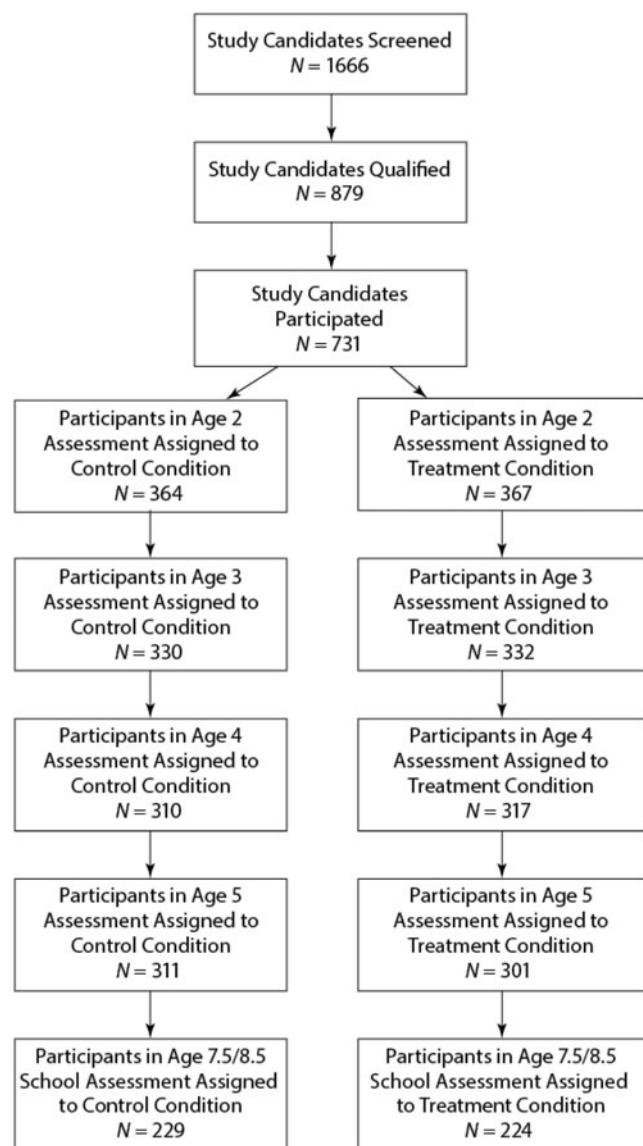 Study Candidates Screened
N = 1666
Study Candidates Qualified
N = 879
Study Candidates
Participated
N = 731
Participants in Age 2
Assessment Assigned to
Control Condition
N = 364
Participants in Age 2
Assessment Assigned to
Treatment Condition
N = 367
Participants in Age 3
Assessment Assigned to
Control Condition
N = 330
Participants in Age 3
Assessment Assigned to
Treatment Condition
N = 332
Participants in Age 4
Assessment Assigned to
Control Condition
N = 310
Participants in Age 4
Assessment Assigned to
Treatment Condition
N = 317
Participants in Age 5
Assessment Assigned to
Control Condition
N = 311
Participants in Age 5
Assessment Assigned to
Treatment Condition
N = 301
Participants in Age 7.5/8.5
School Assessment Assigned
to Control Condition
N = 229
Participants in Age 7.5/8.5
School Assessment Assigned
to Treatment Condition
N = 224